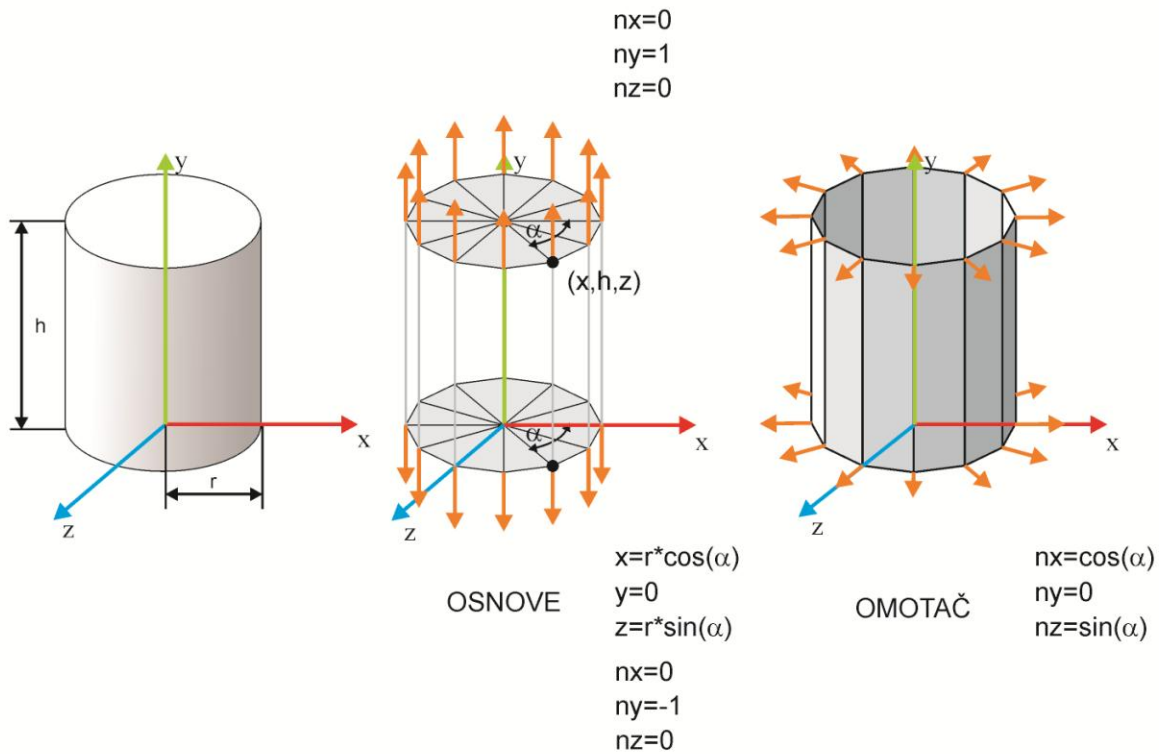 nx=0
ny=1
nz=0
y
h
x
r
z
y
α
(x,h,z)
α
x
z
y
x
z
OSNOVE
x=r*cos(α)
y=0
z=r*sin(α)
nx=0
ny=-1
nz=0
OMOTAČ
nx=cos(α)
ny=0
nz=sin(α)